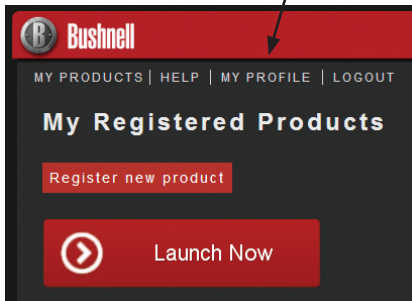 B Bushnell
MY PRODUCTS | HELP | MY PROFILE | LOGOUT
My Registered Products
Register new product
Launch Now